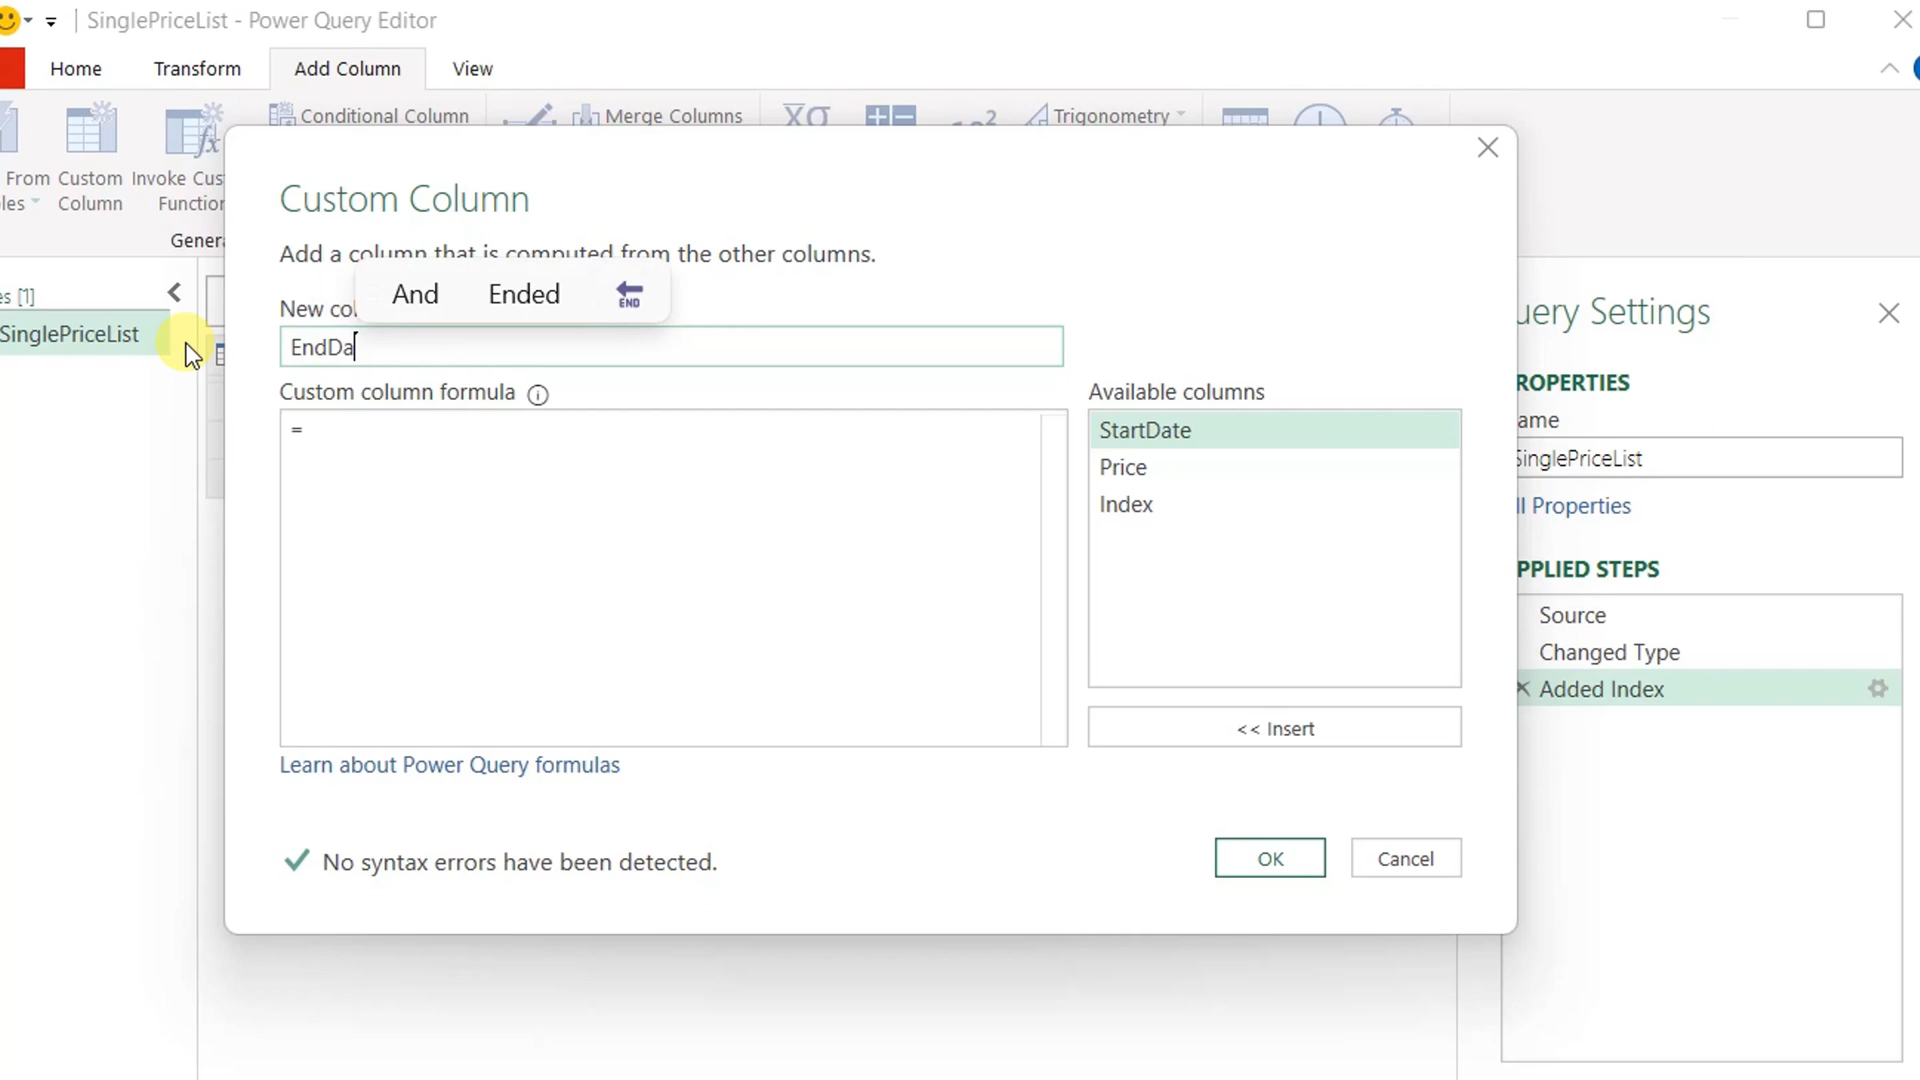 SinglePriceList - Power Query Editor
Home
Transform
Add Column
View
Conditional Column
Merge Columns
Trigonometry
From
Custom
Column
Custom Column
Add a column that is computed from the other columns.
And
Ended
END
New
EndDa
Custom column formula
Available columns
=
StartDate
Price
Index
<< Insert
Learn about Power Query formulas
No syntax errors have been detected.
OK
Cancel
[1]
SinglePriceList
uery Settings
ROPERTIES
ame
SinglePriceList
ll Properties
PPLIED STEPS
Source
Changed Type
Added Index